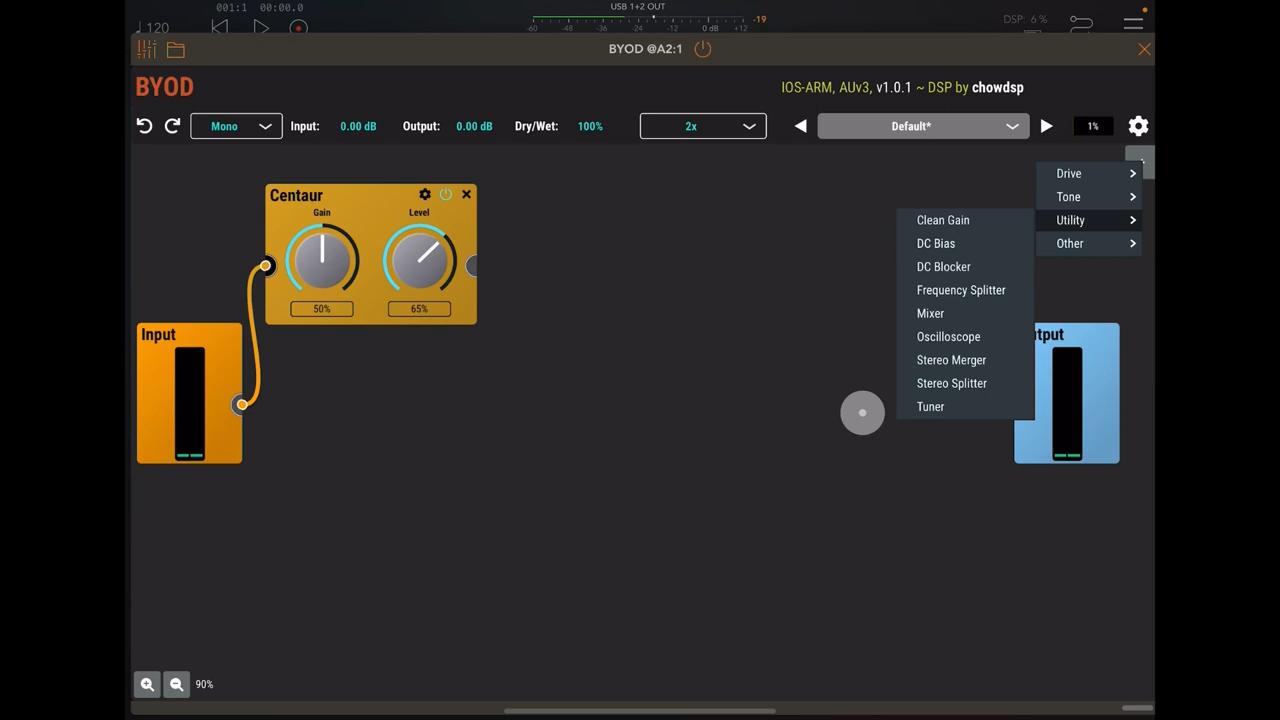 USB 1+2 OUT
001:1 00:00.0
♩120
-60 -48 -36 -24 -12 0 dB +12
-19
DSP: 6 %
BYOD @A2:1
BYOD
IOS-ARM, AUv3, v1.0.1 ~ DSP by chowdsp
Mono
Input: 0.00 dB Output: 0.00 dB Dry/Wet: 100%
2x
Default*
1%
Centaur
Gain Level
50% 65%
Drive
Tone
Utility
Other
Clean Gain
DC Bias
DC Blocker
Frequency Splitter
Mixer
Oscilloscope
Stereo Merger
Stereo Splitter
Tuner
Input
tput
90%